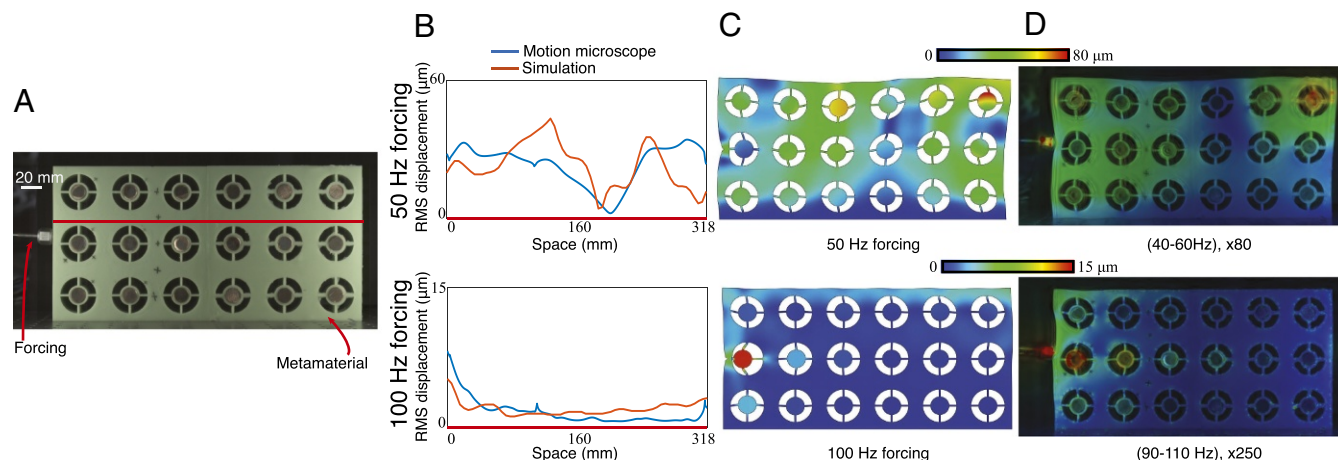 A
20 mm
Forcing
Metamaterial
B
Motion microscope
Simulation
50 Hz forcing
RMS displacement (μm)
60
0
0
160
318
Space (mm)
100 Hz forcing
RMS displacement (μm)
15
0
0
160
318
Space (mm)
C
D
0
80 μm
50 Hz forcing
(40-60Hz), x80
0
15 μm
100 Hz forcing
(90-110 Hz), x250